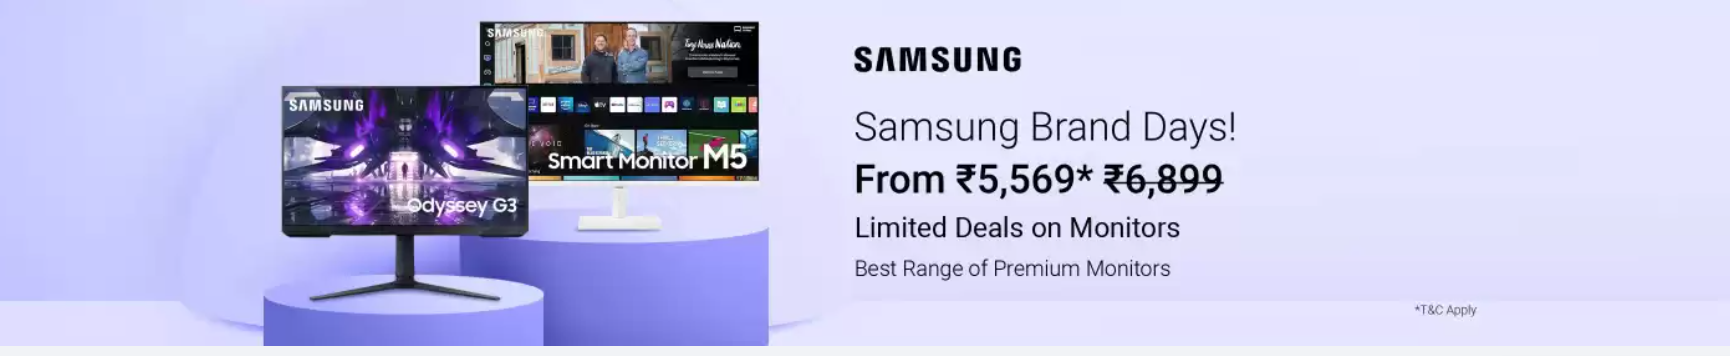 SAMSUNG
Tiny House Nation
SAMSUNG
Smart Monitor M5
Odyssey G3
SAMSUNG
Samsung Brand Days!
From ₹5,569* ₹6,899
Limited Deals on Monitors
Best Range of Premium Monitors
*T&C Apply